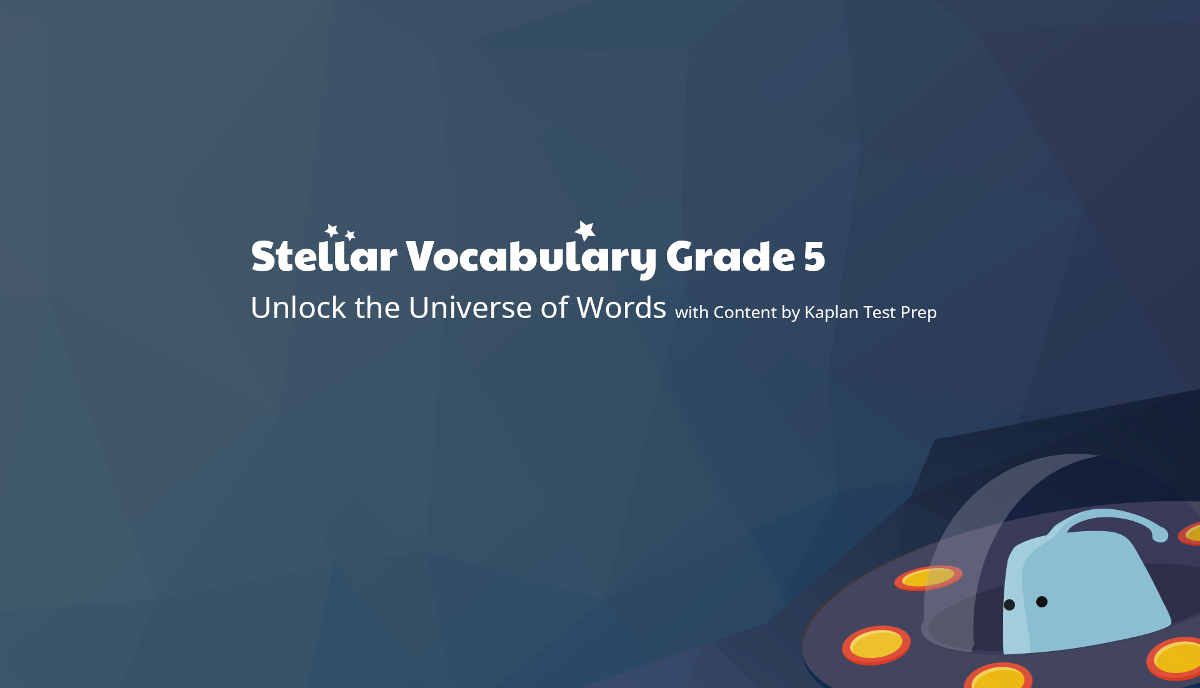 Stellar Vocabulary Grade 5
Unlock the Universe of Words with Content by Kaplan Test Prep